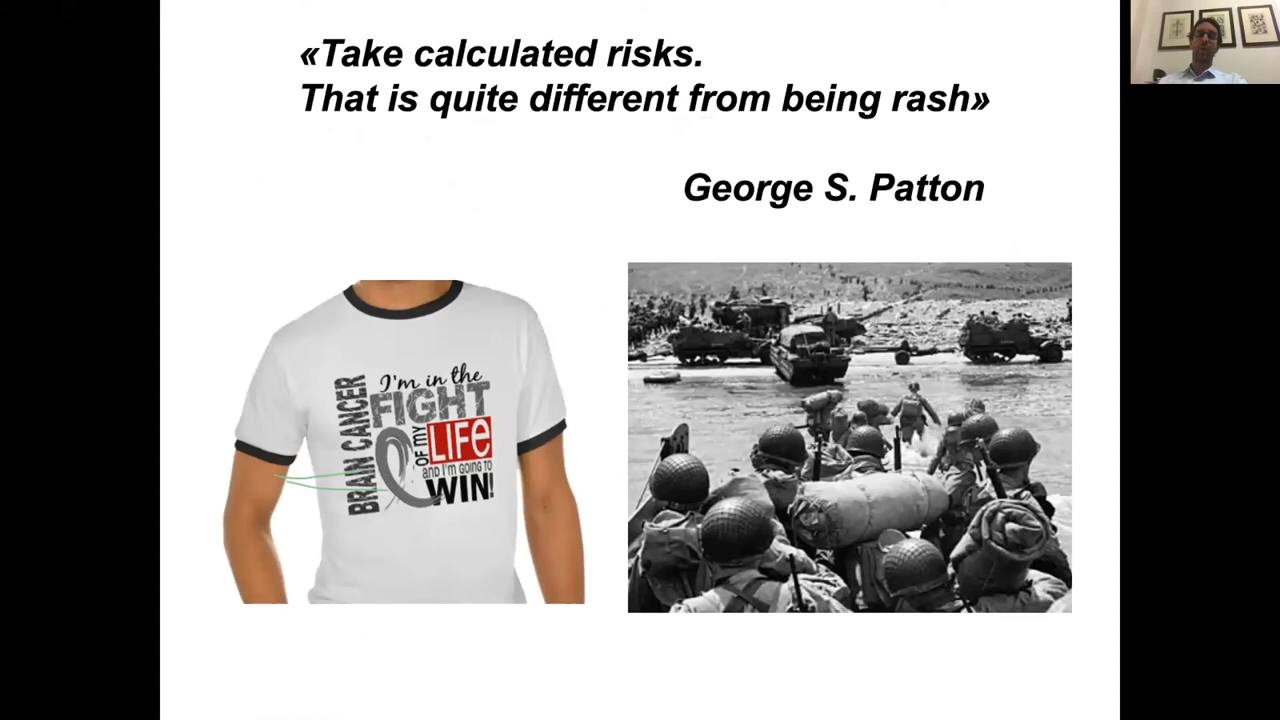 «Take calculated risks.
That is quite different from being rash»
George S. Patton
BRAIN CANCER
I'm in the
FIGHT
OF MY
LIFe
and I'M GOING TO
WIN!